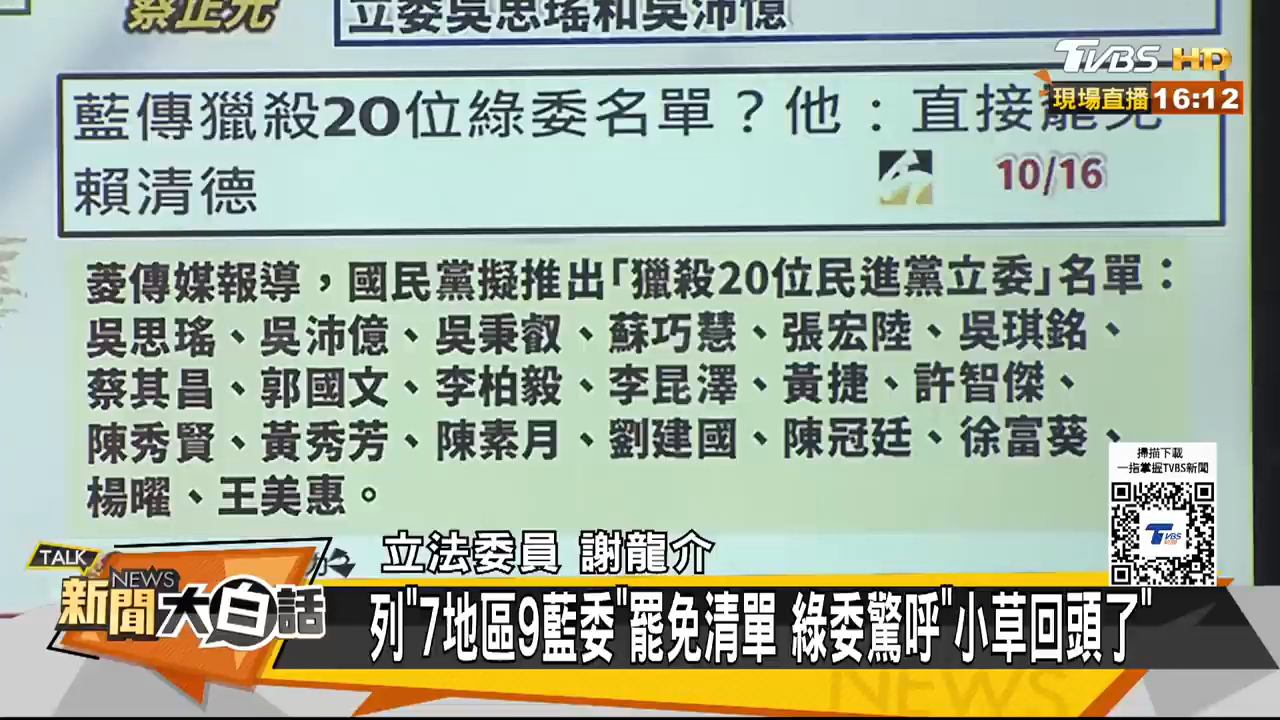 蔡正元
立委吳思瑤和吳沛億
TVBS HD
現場直播 16:12
藍傳獵殺20位綠委名單？他：直接罷免
賴清德
10/16
菱傳媒報導，國民黨擬推出「獵殺20位民進黨立委」名單：
吳思瑤、吳沛億、吳秉叡、蘇巧慧、張宏陸、吳琪銘、
蔡其昌、郭國文、李柏毅、李昆澤、黃捷、許智傑、
陳秀賢、黃秀芳、陳素月、劉建國、陳冠廷、徐富葵、
楊曜、王美惠。
掃描下載
一指掌握TVBS新聞
TVBS
立法委員 謝龍介
TALK
NEWS
新聞大白話
列"7地區9藍委"罷免清單 綠委驚呼"小草回頭了"
NEWS